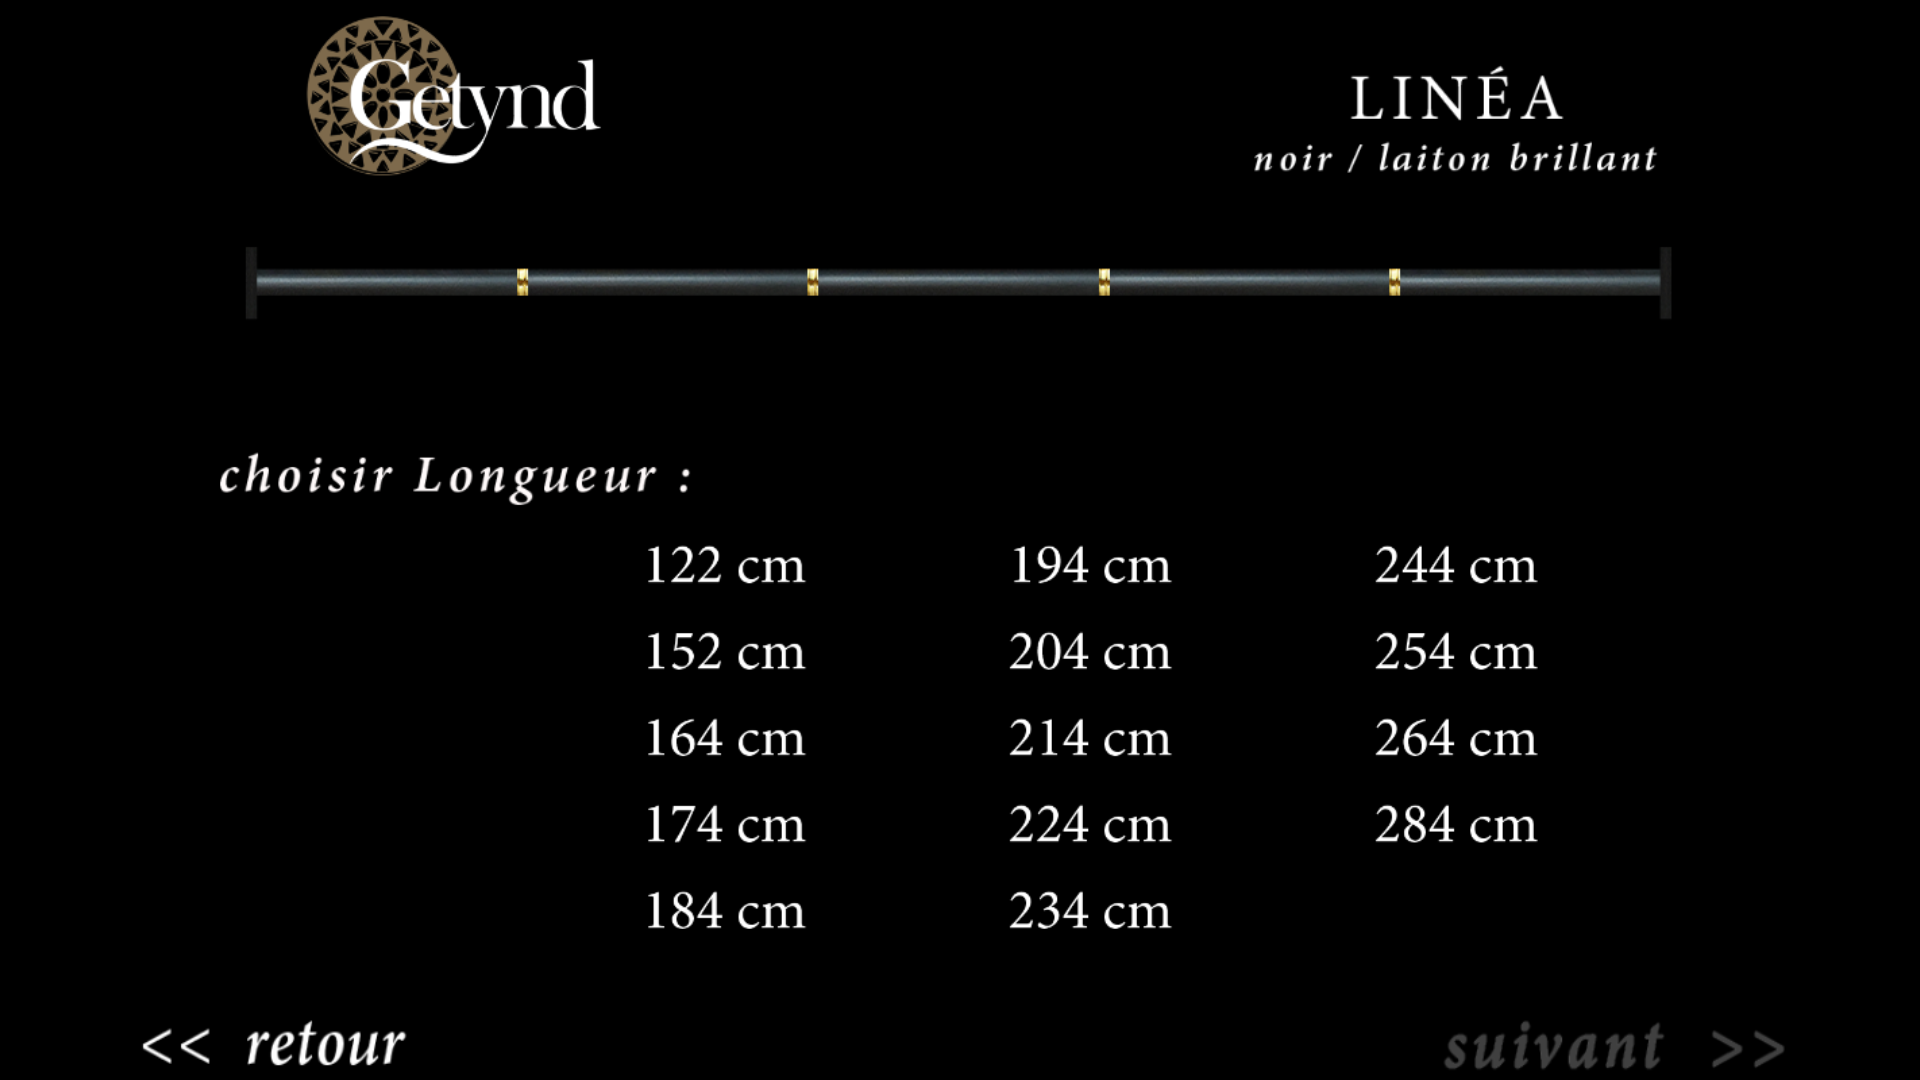 Getynd
LINÉA
noir / laiton brillant
choisir Longueur :
122 cm 194 cm 244 cm
152 cm 204 cm 254 cm
164 cm 214 cm 264 cm
174 cm 224 cm 284 cm
184 cm 234 cm
<< retour
suivant >>